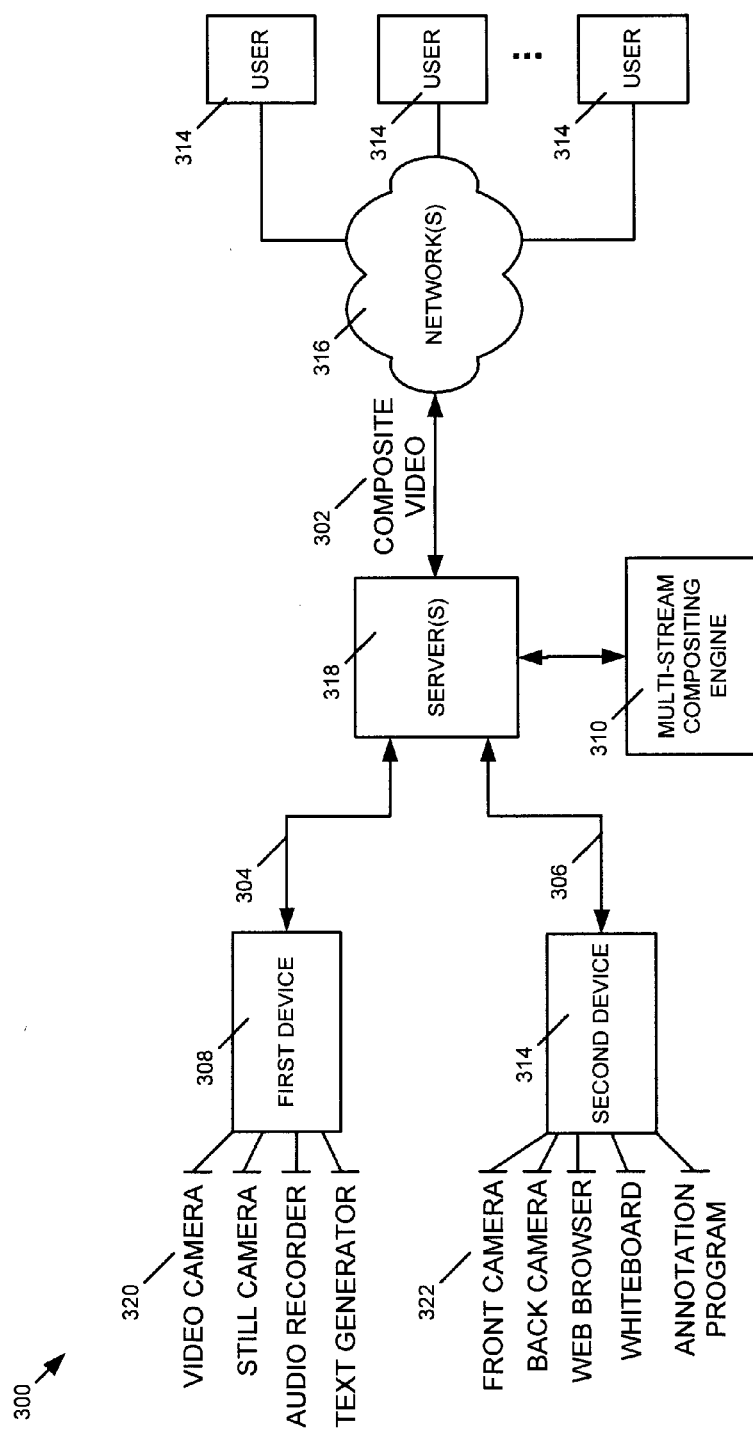 300
320
VIDEO CAMERA
STILL CAMERA
AUDIO RECORDER
TEXT GENERATOR
308
FIRST DEVICE
304
322
FRONT CAMERA
BACK CAMERA
WEB BROWSER
WHITEBOARD
ANNOTATION
PROGRAM
314
SECOND DEVICE
306
318
SERVER(S)
310
MULTI-STREAM
COMPOSITING
ENGINE
302
COMPOSITE
VIDEO
316
NETWORK(S)
314
USER
314
USER
...
314
USER